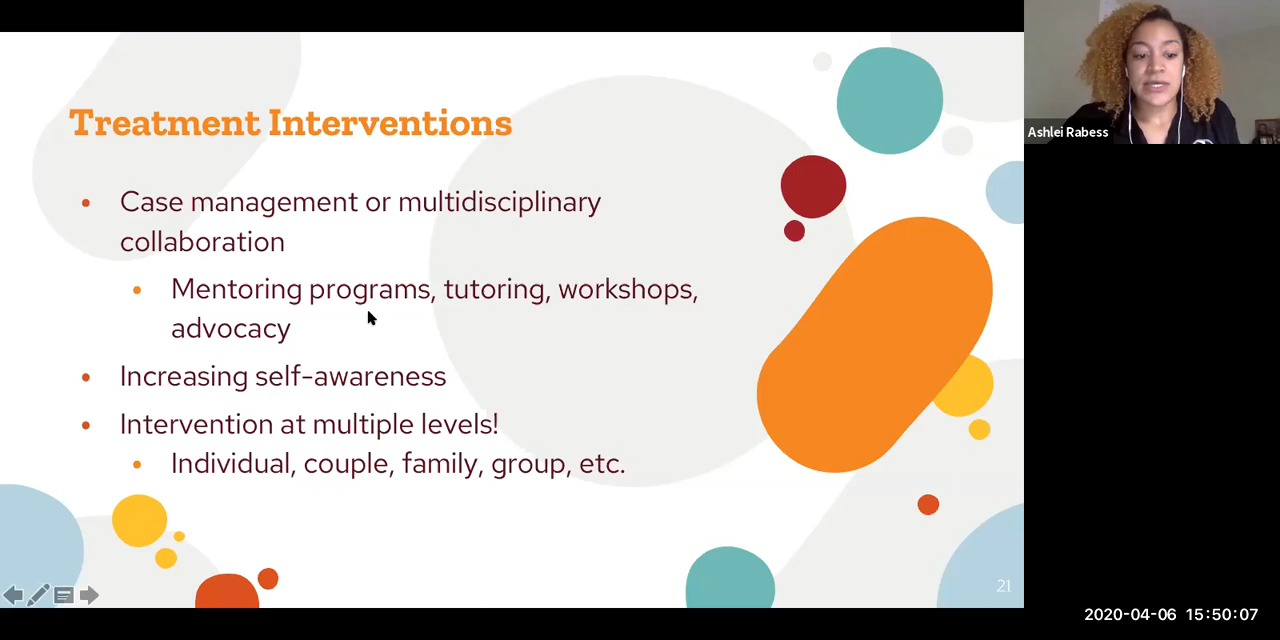 Treatment Interventions
Case management or multidisciplinary
collaboration
Mentoring programs, tutoring, workshops,
advocacy
Increasing self-awareness
Intervention at multiple levels!
Individual, couple, family, group, etc.
21
Ashlei Rabess
2020-04-06 15:50:07